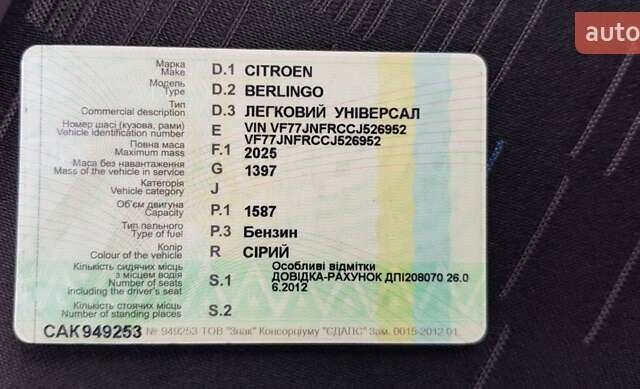 auto
Марка
Make D.1 CITROEN
Модель
Type D.2 BERLINGO
Тип
Commercial description D.3 ЛЕГКОВИЙ УНІВЕРСАЛ
Номер шасі (кузова, рами)
Vehicle identification number E VIN VF77JNFRCCJ526952
VF77JNFRCCJ526952
Повна маса
Maximum mass F.1 2025
Маса без навантаження
Mass of the vehicle in service G 1397
Категорія
Vehicle category J
Об'єм двигуна
Capacity P.1 1587
Тип пального
Type of fuel P.3 Бензин
Колір
Colour of the vehicle R СІРИЙ
Кількість сидячих місць
з місцем водія
Number of seats
including the driver's seat S.1 Особливі відмітки
ДОВІДКА-РАХУНОК ДПІ208070 26.0
6.2012
Кількість стоячих місць
Number of standing places S.2
САК949253 № 949253 ТОВ "Знак" Консорціуму "ЄДАПС" Зам. 0015-2012 01